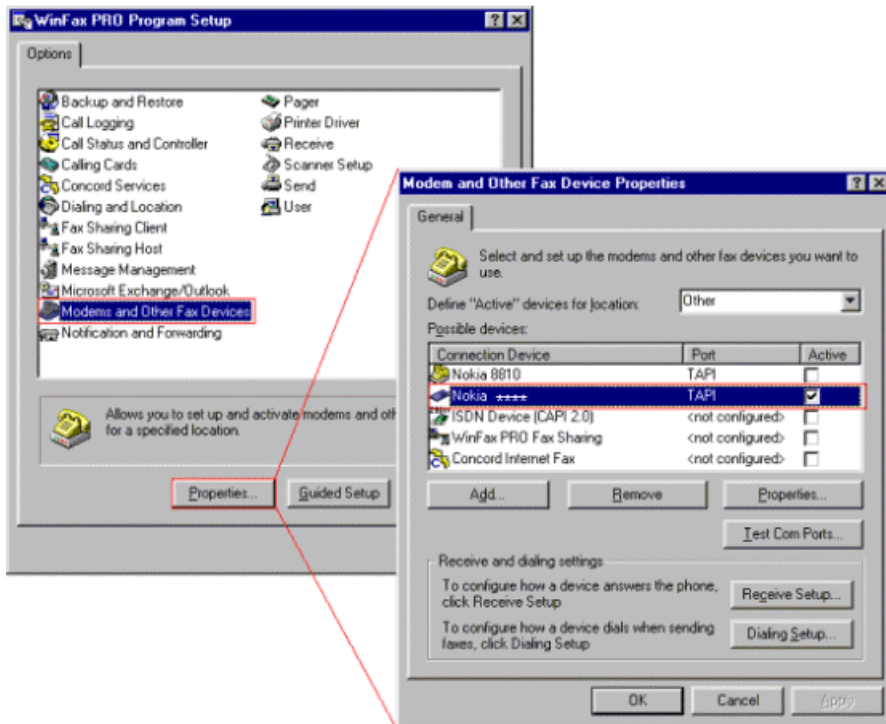 WinFax PRO Program Setup
Options
Backup and Restore
Call Logging
Call Status and Controller
Calling Cards
Concord Services
Dialing and Location
Fax Sharing Client
Fax Sharing Host
Message Management
Microsoft Exchange/Outlook
Modems and Other Fax Devices
Notification and Forwarding
Pager
Printer Driver
Receive
Scanner Setup
Send
User
Allows you to set up and activate modems and oth
for a specified location.
Properties...
Guided Setup
Modem and Other Fax Device Properties
General
Select and set up the modems and other fax devices you want to
use.
Define "Active" devices for location:
Other
Possible devices:
Connection Device Port Active
Nokia 8810 TAPI
Nokia **** TAPI
ISDN Device (CAPI 2.0) <not configured>
WinFax PRO Fax Sharing <not configured>
Concord Internet Fax <not configured>
Add...
Remove
Properties...
Test Com Ports...
Receive and dialing settings
To configure how a device answers the phone,
click Receive Setup
Receive Setup...
To configure how a device dials when sending
faxes, click Dialing Setup
Dialing Setup...
OK
Cancel
Apply